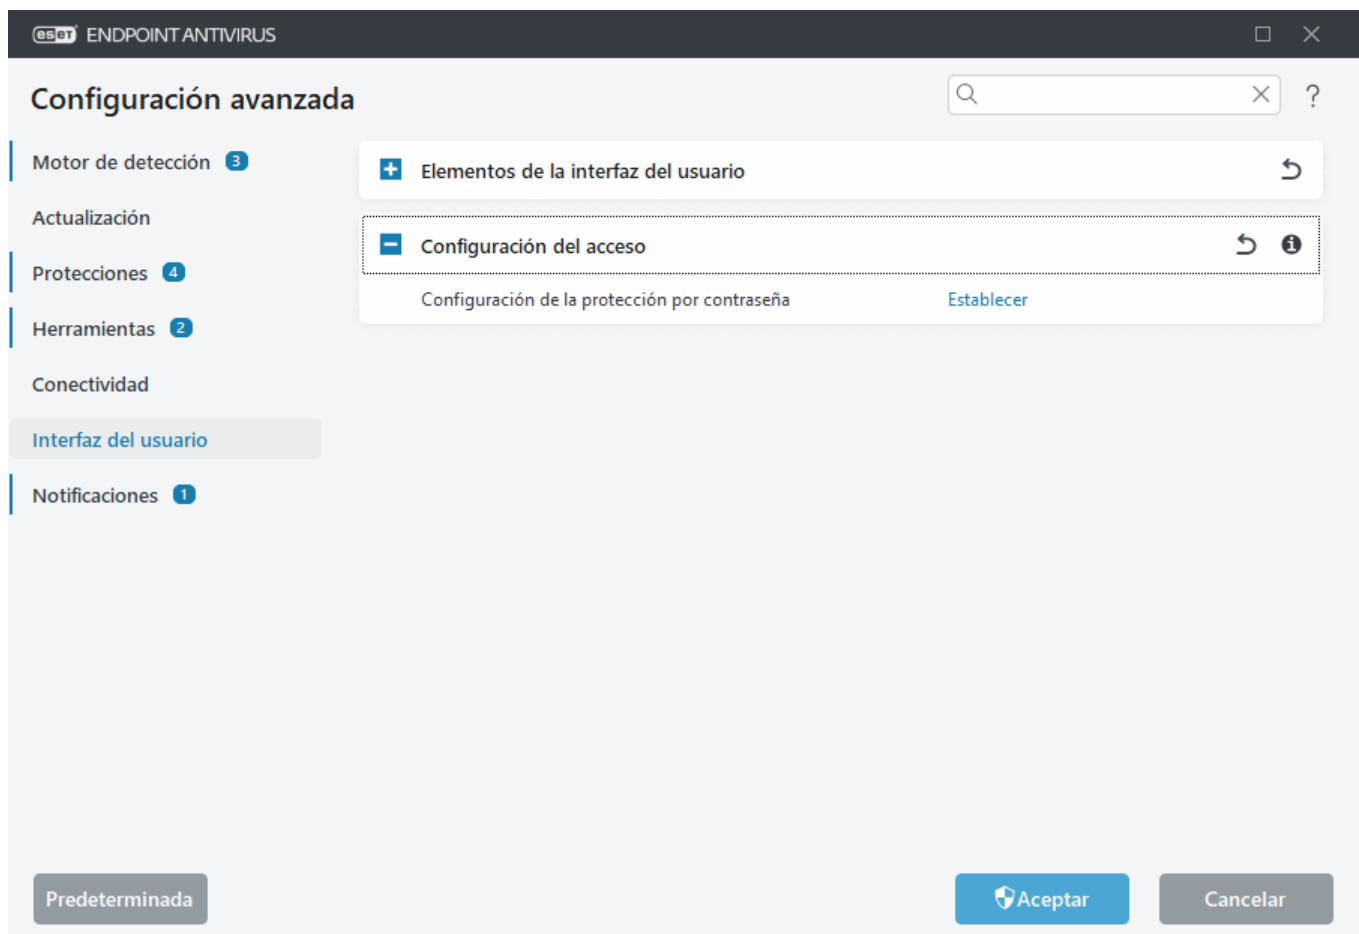 eseT ENDPOINT ANTIVIRUS
Configuración avanzada
?
Motor de detección 3
Actualización
Protecciones 4
Herramientas 2
Conectividad
Interfaz del usuario
Notificaciones 1
Elementos de la interfaz del usuario
Configuración del acceso
Configuración de la protección por contraseña Establecer
Predeterminada
Aceptar
Cancelar